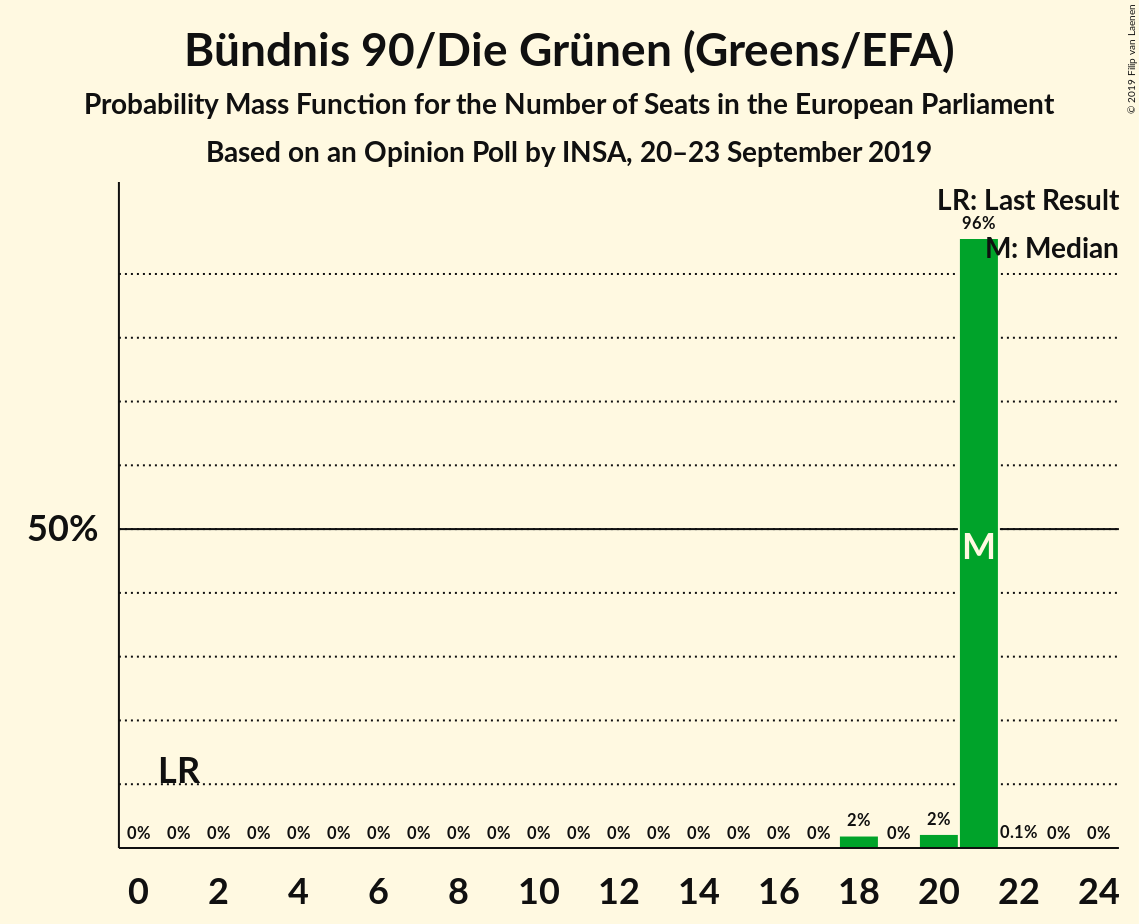 Bündnis 90/Die Grünen (Greens/EFA)
Probability Mass Function for the Number of Seats in the European Parliament
Based on an Opinion Poll by INSA, 20–23 September 2019
© 2019 Filip van Laenen
LR: Last Result
96%
M: Median
50%
M
LR
0% 0% 0% 0% 0% 0% 0% 0% 0% 0% 0% 0% 0% 0% 0% 0% 0% 0% 2% 0% 2% 0.1% 0% 0%
0 2 4 6 8 10 12 14 16 18 20 22 24